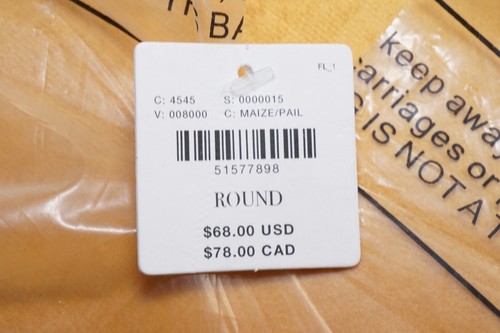 BA
FL_1
C: 4545 S: 0000015
V: 008000 C: MAIZE/PAIL
51577898
ROUND
$68.00 USD
$78.00 CAD
keep away
carriages or
IS NOT A T